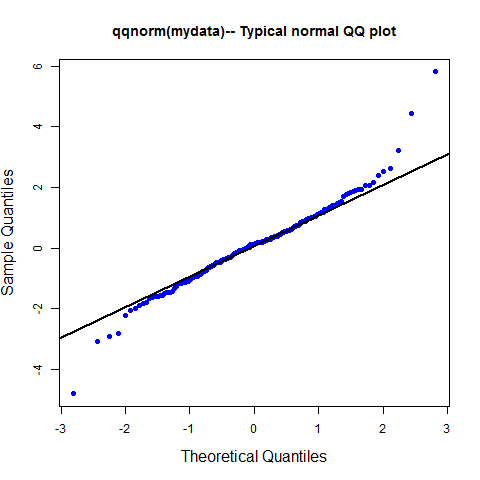 qqnorm(mydata)-- Typical normal QQ plot
Sample Quantiles
6
4
2
0
-2
-4
-3 -2 -1 0 1 2 3
Theoretical Quantiles